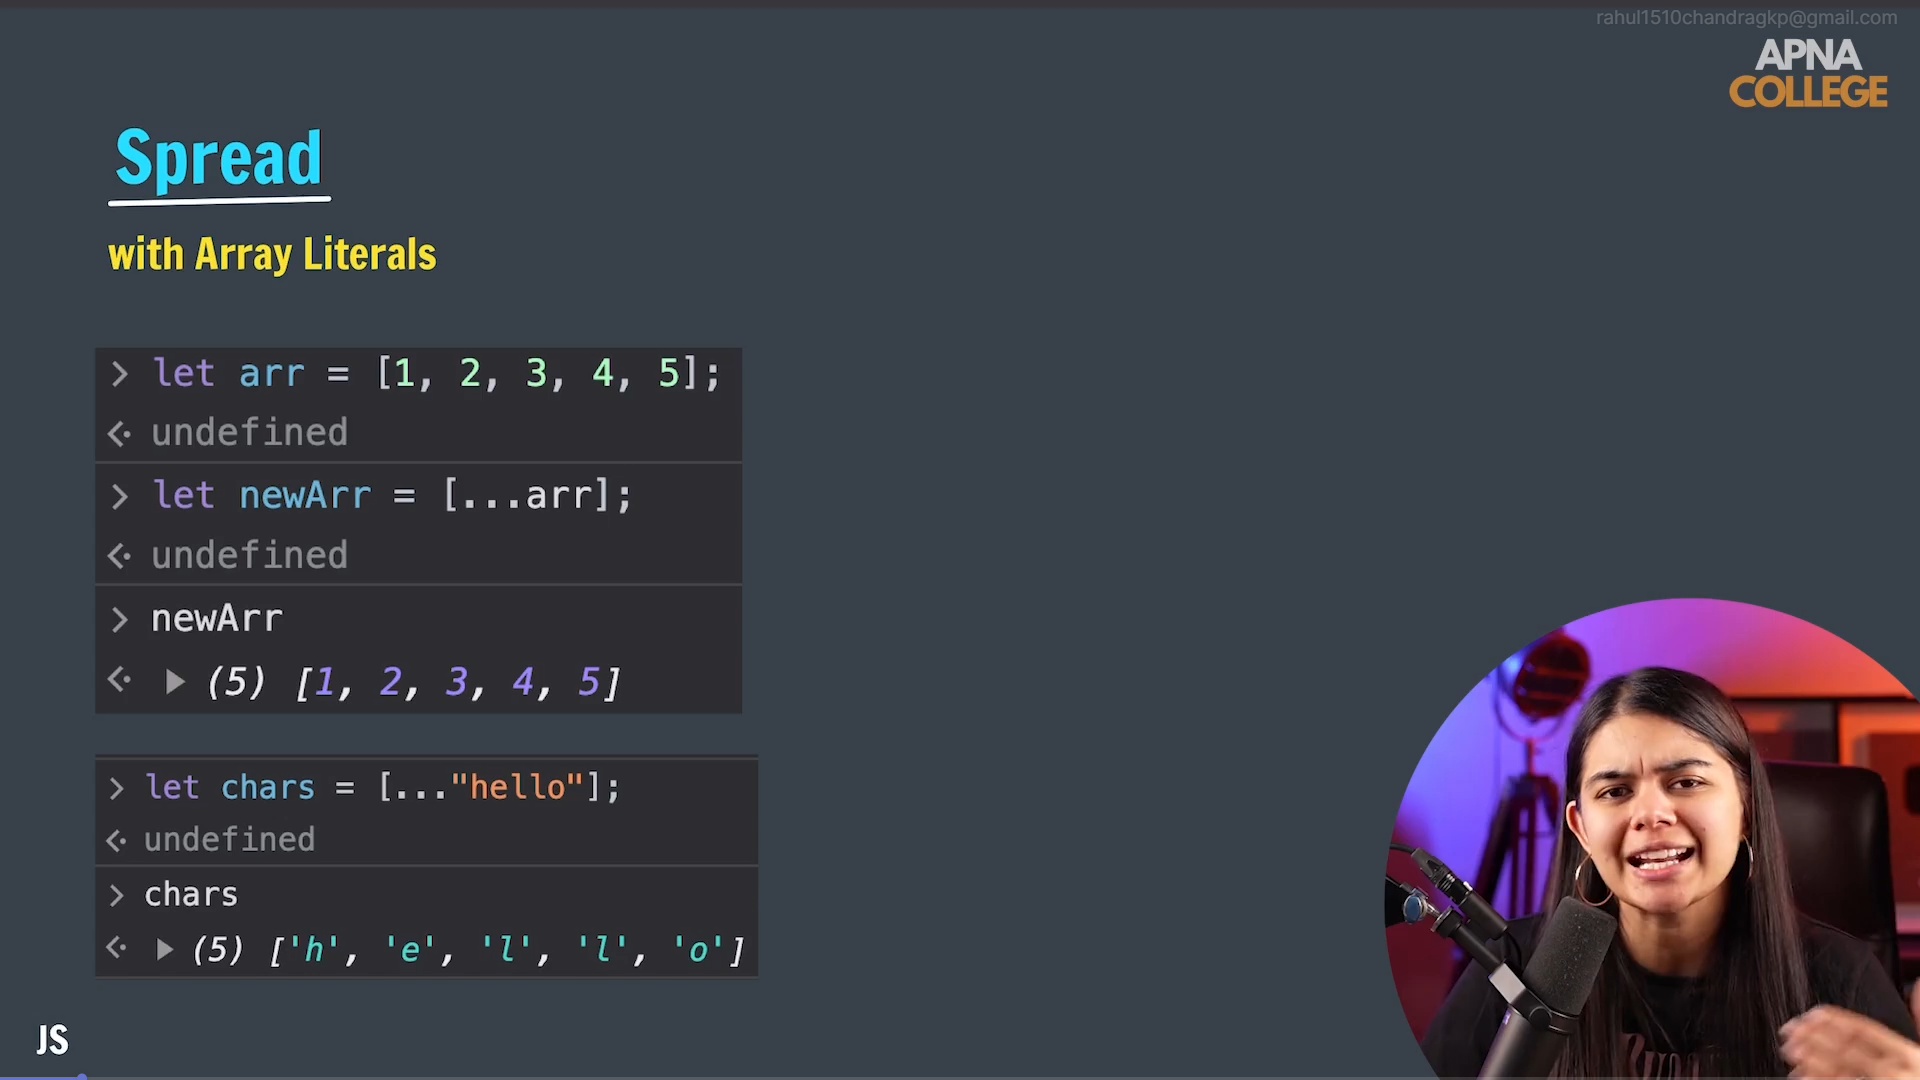 rahul1510chandragkp@gmail.com
APNA
COLLEGE
Spread
with Array Literals
> let arr = [1, 2, 3, 4, 5];
undefined
> let newArr = [...arr];
undefined
> newArr
▶ (5) [1, 2, 3, 4, 5]
> let chars = [..."hello"];
undefined
> chars
▶ (5) ['h', 'e', 'l', 'l', 'o']
JS